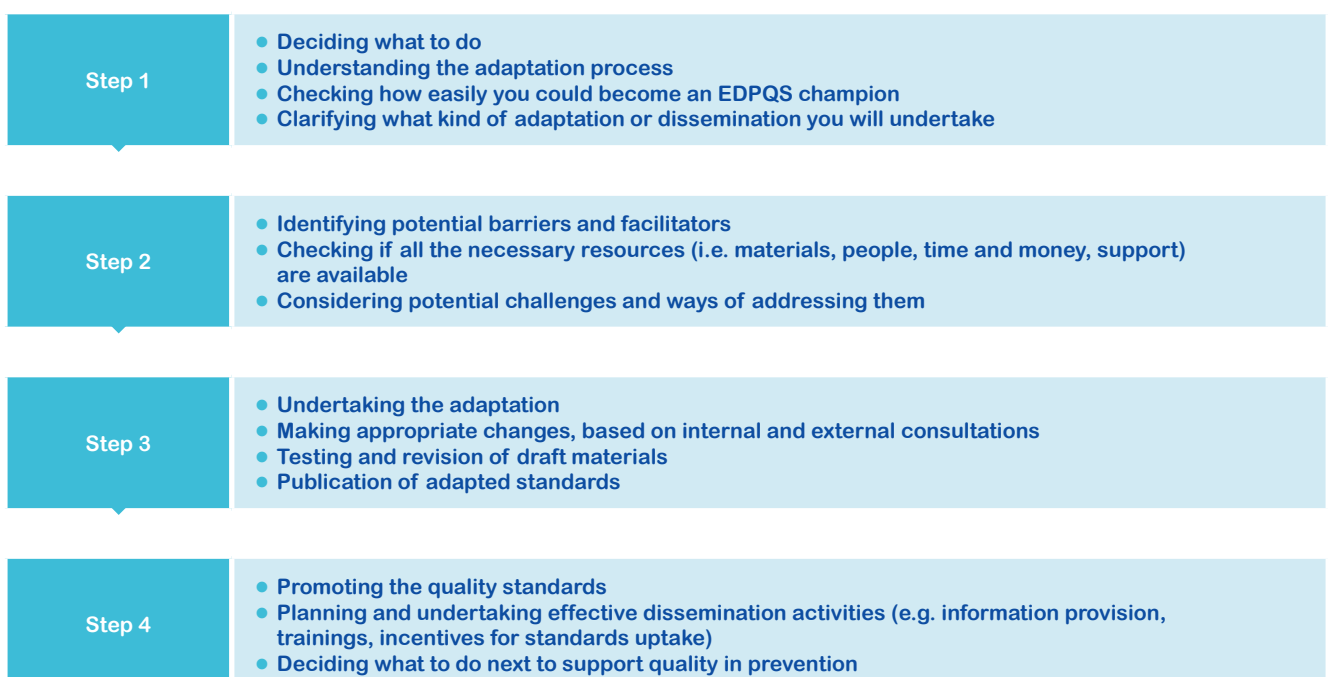 Step 1
● Deciding what to do
● Understanding the adaptation process
● Checking how easily you could become an EDPQS champion
● Clarifying what kind of adaptation or dissemination you will undertake
Step 2
● Identifying potential barriers and facilitators
● Checking if all the necessary resources (i.e. materials, people, time and money, support)
are available
● Considering potential challenges and ways of addressing them
Step 3
● Undertaking the adaptation
● Making appropriate changes, based on internal and external consultations
● Testing and revision of draft materials
● Publication of adapted standards
Step 4
● Promoting the quality standards
● Planning and undertaking effective dissemination activities (e.g. information provision,
trainings, incentives for standards uptake)
● Deciding what to do next to support quality in prevention